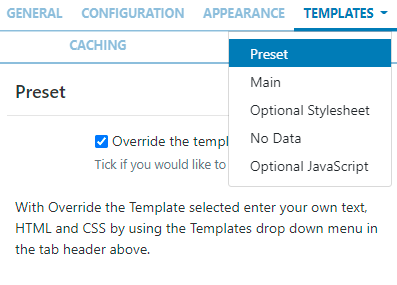 GENERAL CONFIGURATION APPEARANCE TEMPLATES
CACHING
Preset
Main
Optional Stylesheet
No Data
Optional JavaScript
Preset
Override the templ
Tick if you would like to
With Override the Template selected enter your own text,
HTML and CSS by using the Templates drop down menu in
the tab header above.